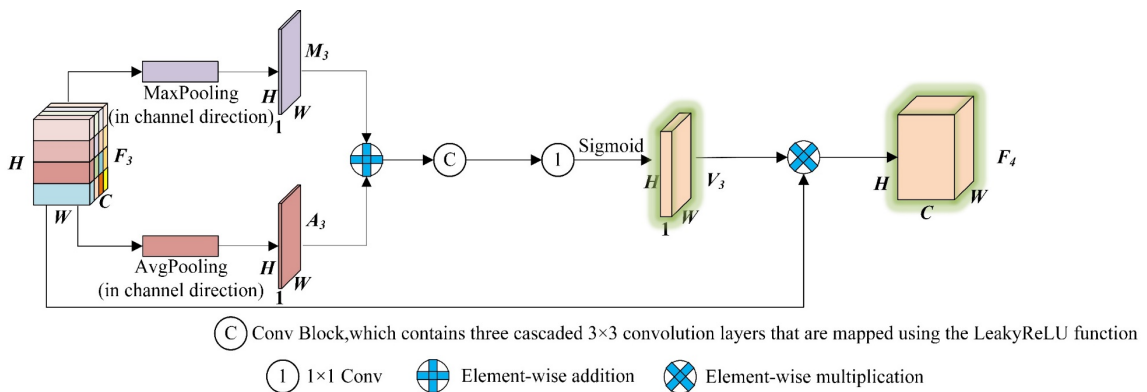 M3
H
W
1
MaxPooling
(in channel direction)
H
F3
C
W
C
1
Sigmoid
H
V3
W
1
H
F4
W
C
A3
H
W
1
AvgPooling
(in channel direction)
C Conv Block,which contains three cascaded 3×3 convolution layers that are mapped using the LeakyReLU function
1 1×1 Conv Element-wise addition Element-wise multiplication